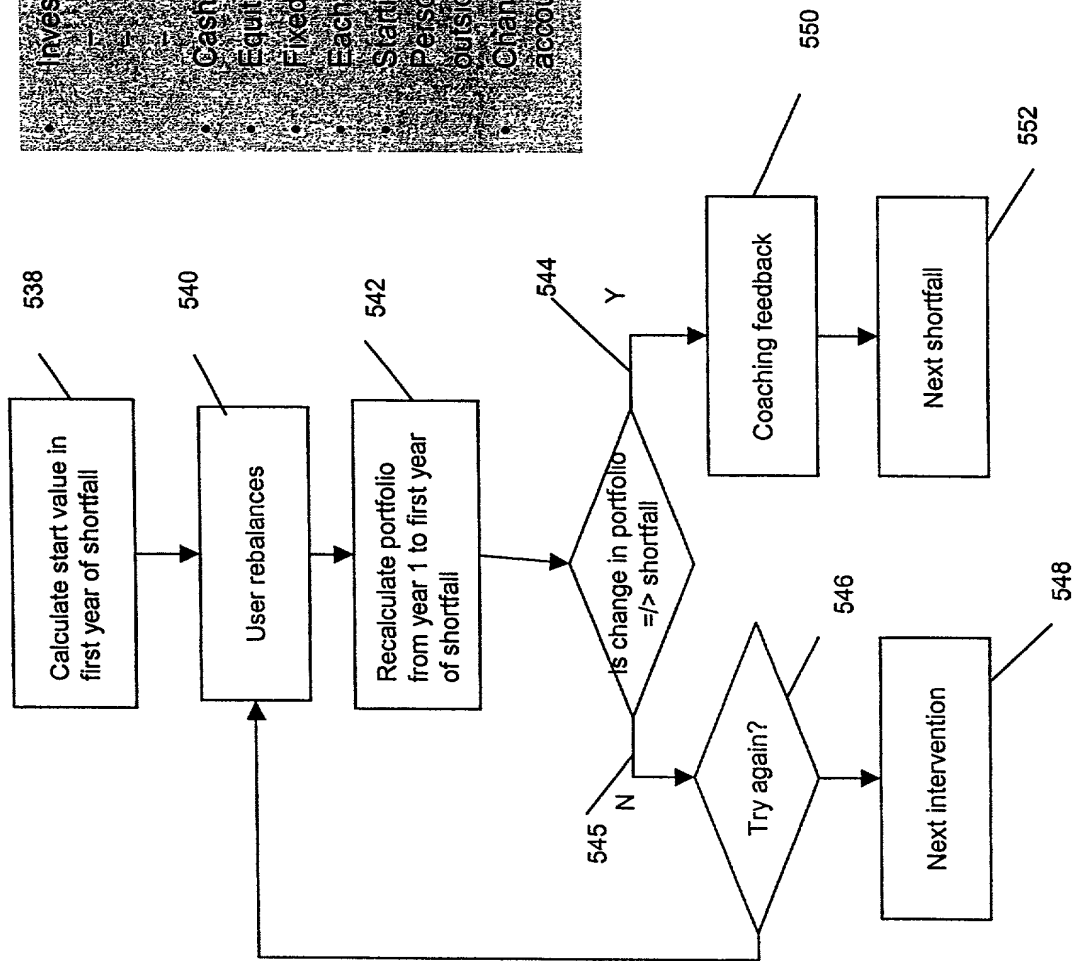 538
Calculate start value in
first year of shortfall
540
User rebalances
542
Recalculate portfolio
from year 1 to first year
of shortfall
544
Is change in portfolio
=/> shortfall
Y
N
545
546
Try again?
548
Next intervention
550
Coaching feedback
552
Next shortfall
• Inves
–
–
–
• Cash
• Equit
• Fixed
• Each
• Starti
Perso
outsid
• Chan
accou